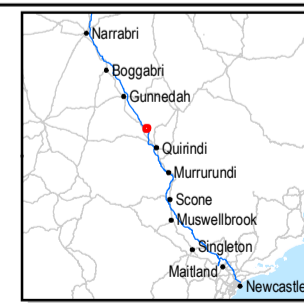 Narrabri
Boggabri
Gunnedah
Quirindi
Murrurundi
Scone
Muswellbrook
Singleton
Maitland
Newcastle